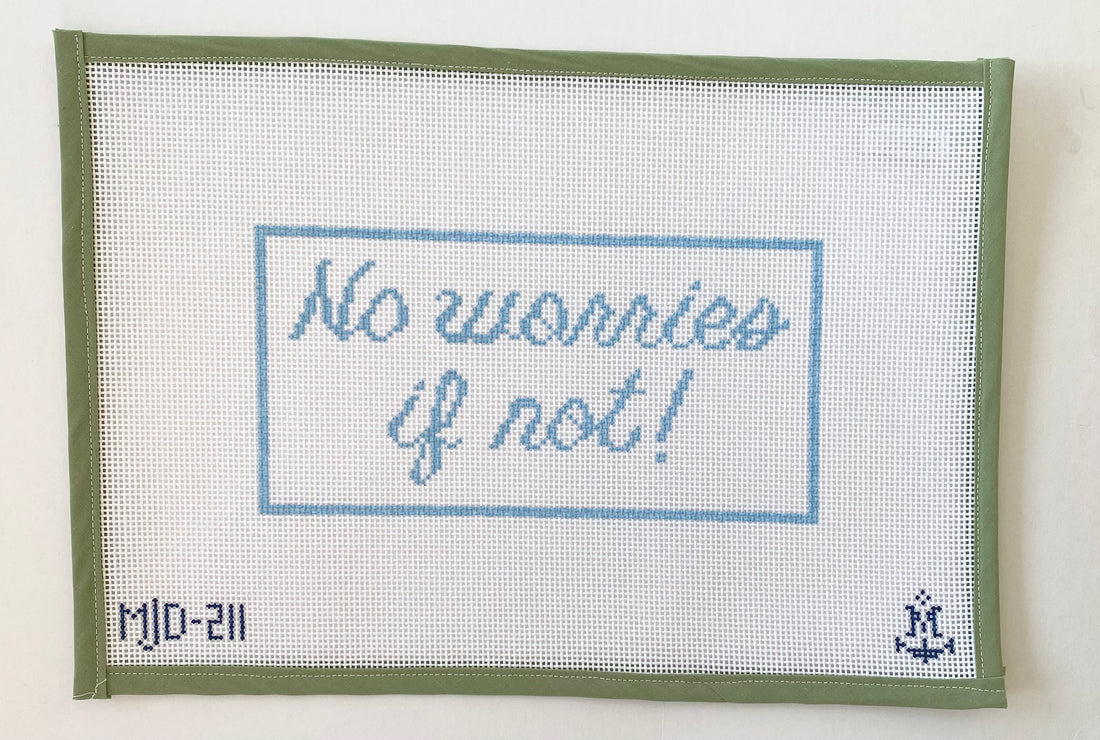 No worries
if not!
MJD-211
M